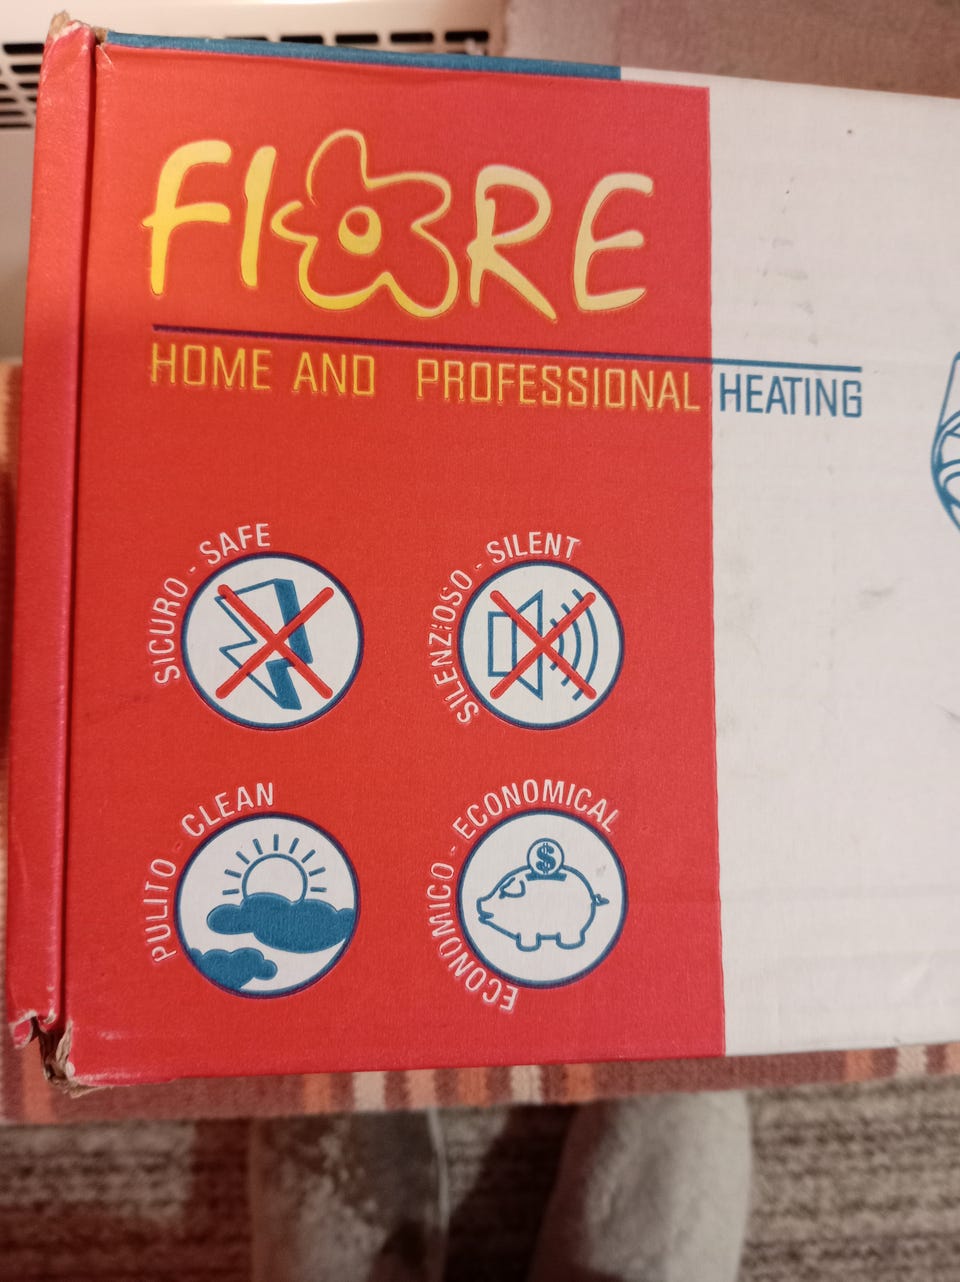 FIORE
HOME AND PROFESSIONAL HEATING
SICURO - SAFE
SILENZIOSO - SILENT
PULITO - CLEAN
$
ECONOMICO - ECONOMICAL